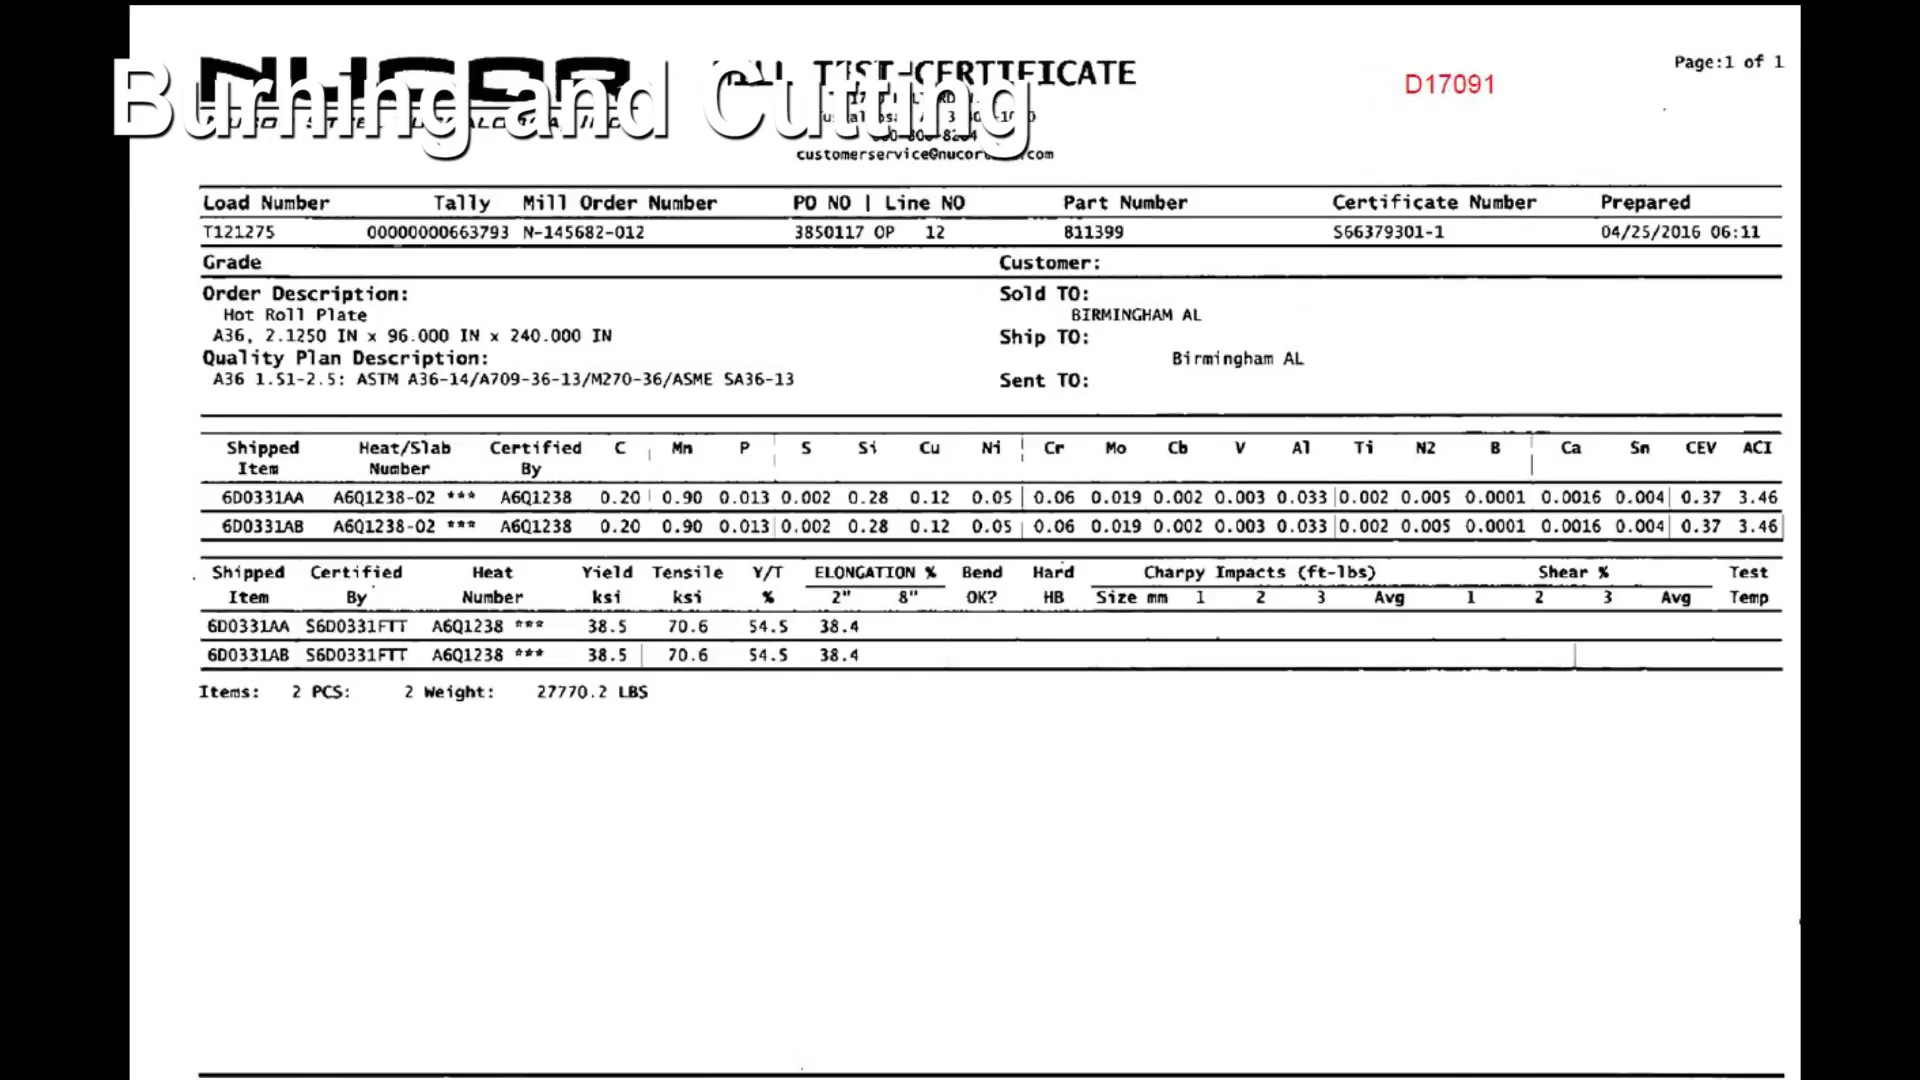 Burning and Cutting
TEST CERTIFICATE
D17091
Page:1 of 1
Load Number Tally Mill Order Number PO NO | Line NO Part Number Certificate Number Prepared
T121275 00000000663793 N-145682-012 3850117 OP 12 811399 S66379301-1 04/25/2016 06:11
Grade Customer:
Order Description: Sold TO:
Hot Roll Plate BIRMINGHAM AL
A36, 2.1250 IN x 96.000 IN x 240.000 IN Ship TO:
Quality Plan Description: Birmingham AL
A36 1.51-2.5: ASTM A36-14/A709-36-13/M270-36/ASME SA36-13 Sent TO:
Shipped Heat/Slab Certified C Mn P S Si Cu Ni Cr Mo Cb V Al Ti N2 B Ca Sn CEV ACI
Item Number By
6D0331AA A6Q1238-02 *** A6Q1238 0.20 0.90 0.013 0.002 0.28 0.12 0.05 0.06 0.019 0.002 0.003 0.033 0.002 0.005 0.0001 0.0016 0.004 0.37 3.46
6D0331AB A6Q1238-02 *** A6Q1238 0.20 0.90 0.013 0.002 0.28 0.12 0.05 0.06 0.019 0.002 0.003 0.033 0.002 0.005 0.0001 0.0016 0.004 0.37 3.46
Shipped Certified Heat Yield Tensile Y/T ELONGATION % Bend Hard Charpy Impacts (ft-lbs) Shear % Test
Item By Number ksi ksi % 2" 8" OK? HB Size mm 1 2 3 Avg 1 2 3 Avg Temp
6D0331AA S6D0331FTT A6Q1238 *** 38.5 70.6 54.5 38.4
6D0331AB S6D0331FTT A6Q1238 *** 38.5 70.6 54.5 38.4
Items: 2 PCS: 2 Weight: 27770.2 LBS